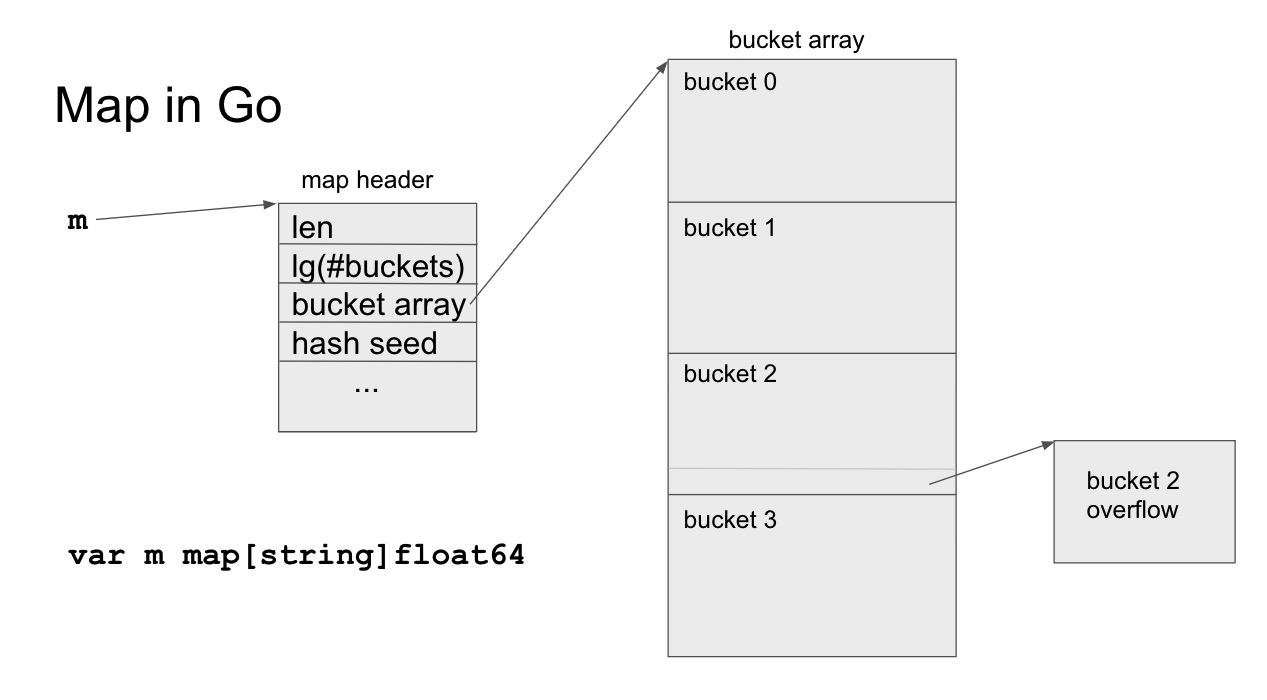 Map in Go
m
map header
len
lg(#buckets)
bucket array
hash seed
...
bucket array
bucket 0
bucket 1
bucket 2
bucket 3
bucket 2
overflow
var m map[string]float64